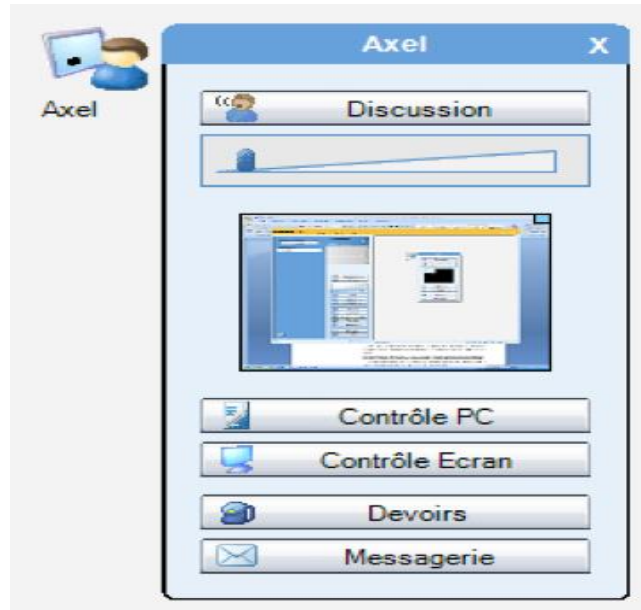 Axel
Axel X
Discussion
Contrôle PC
Contrôle Ecran
Devoirs
Messagerie